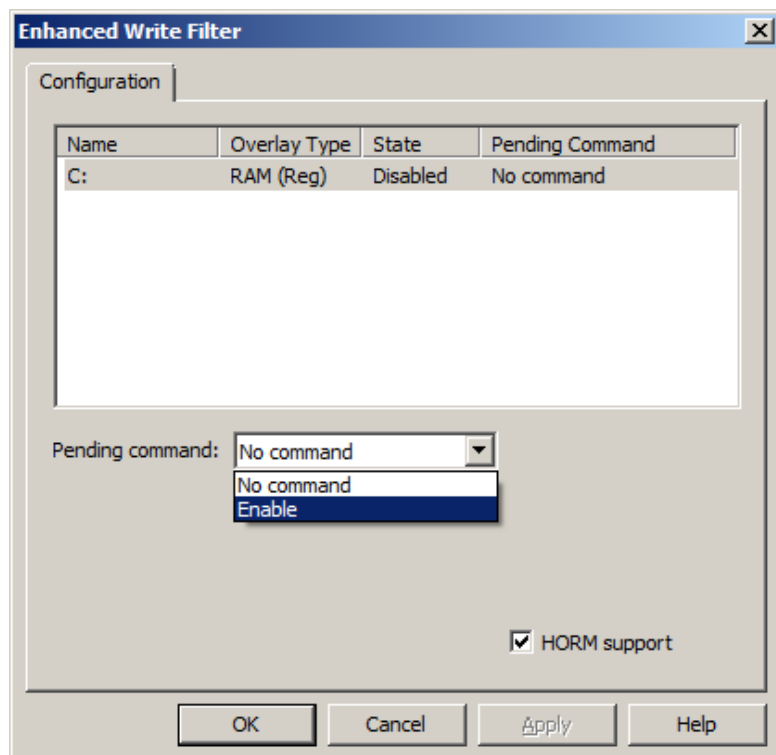 Enhanced Write Filter
Configuration
Name Overlay Type State Pending Command
C: RAM (Reg) Disabled No command
Pending command: No command
No command
Enable
HORM support
OK Cancel Apply Help